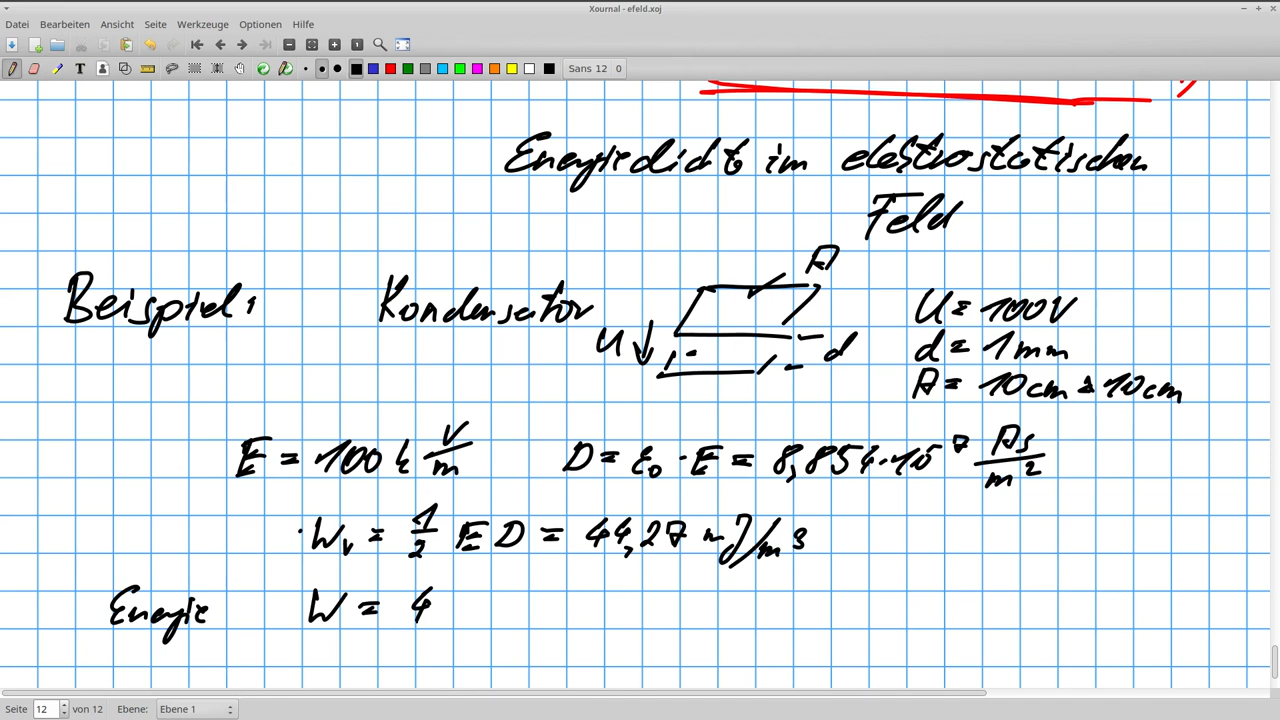 Xournal - efeld.xoj
Datei Bearbeiten Ansicht Seite Werkzeuge Optionen Hilfe
Sans 12 0
Energiedichte im elektrostatischen
Feld
Beispiel: Kondensator
A
U
d
U = 100V
d = 1mm
A = 10cm * 10cm
E = 100 k V/m
D = ε₀ · E = 8,854 · 10⁻⁷ As/m²
Wᵥ = 1/2 E D = 44,27 mJ/m³
Energie W = 4
Seite 12 von 12 Ebene: Ebene 1